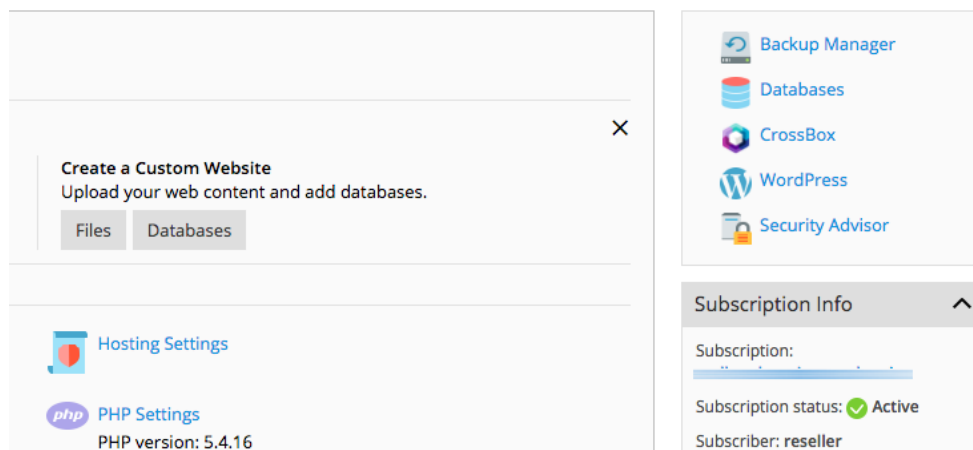 Create a Custom Website
Upload your web content and add databases.
Files
Databases
Hosting Settings
php
PHP Settings
PHP version: 5.4.16
Backup Manager
Databases
CrossBox
WordPress
Security Advisor
Subscription Info
Subscription:
Subscription status: Active
Subscriber: reseller